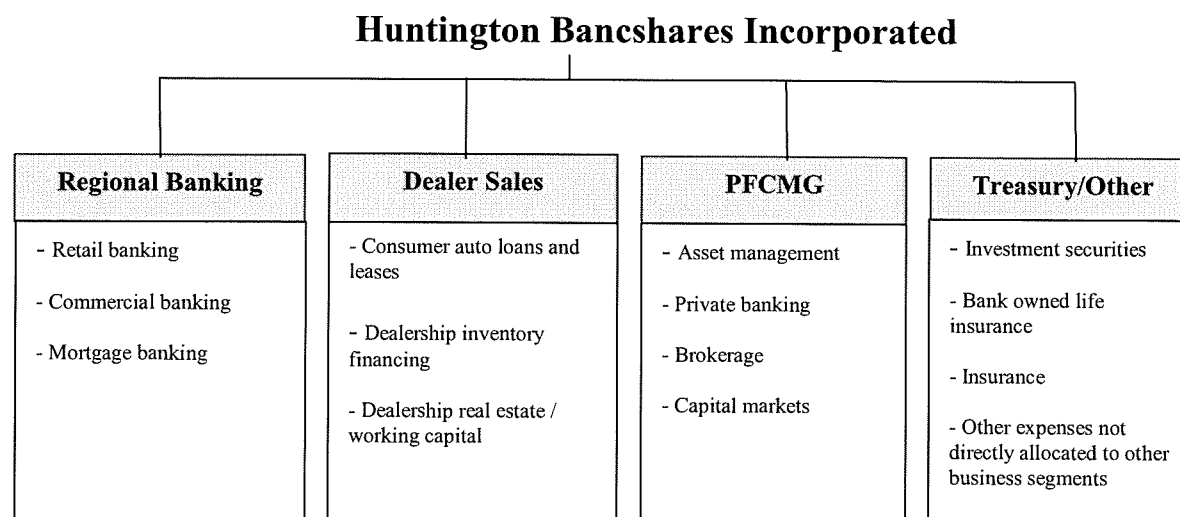 Huntington Bancshares Incorporated
Regional Banking
- Retail banking
- Commercial banking
- Mortgage banking
Dealer Sales
- Consumer auto loans and
leases
- Dealership inventory
financing
- Dealership real estate /
working capital
PFCMG
- Asset management
- Private banking
- Brokerage
- Capital markets
Treasury/Other
- Investment securities
- Bank owned life
insurance
- Insurance
- Other expenses not
directly allocated to other
business segments